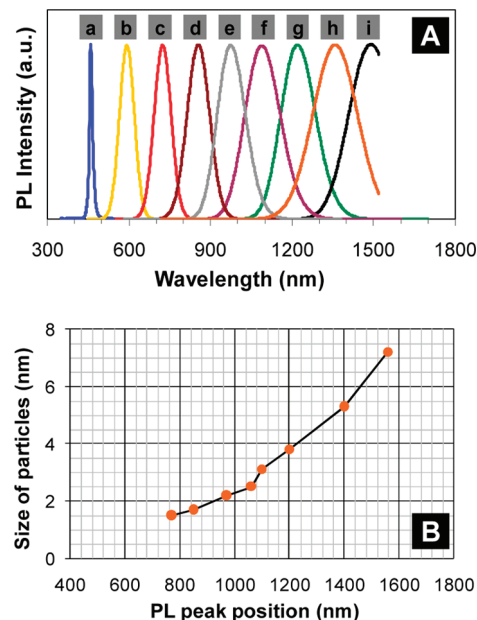 a b c d e f g h i A
PL Intensity (a.u.)
300 600 900 1200 1500 1800
Wavelength (nm)
8
6
4
2
0
Size of particles (nm)
B
400 600 800 1000 1200 1400 1600 1800
PL peak position (nm)